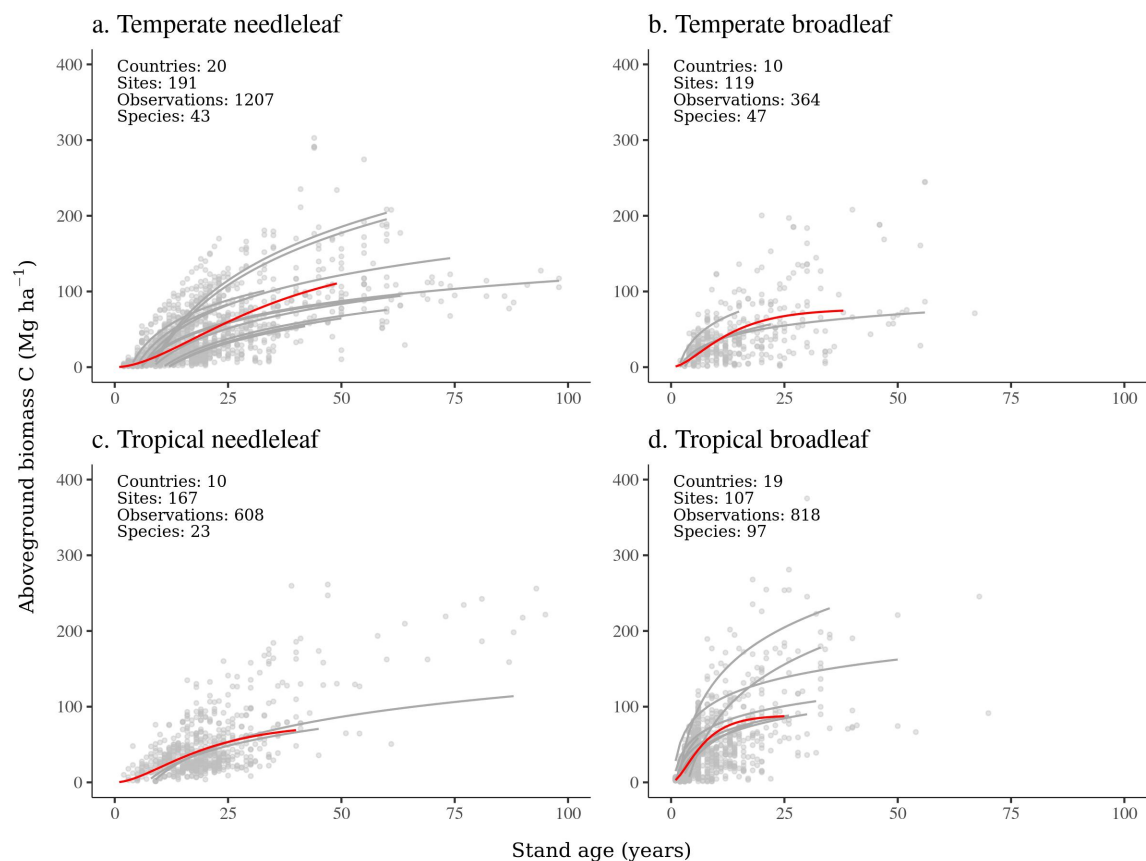 a. Temperate needleleaf
Countries: 20
Sites: 191
Observations: 1207
Species: 43
400
300
200
100
0
0 25 50 75 100
b. Temperate broadleaf
Countries: 10
Sites: 119
Observations: 364
Species: 47
400
300
200
100
0
0 25 50 75 100
c. Tropical needleleaf
Countries: 10
Sites: 167
Observations: 608
Species: 23
400
300
200
100
0
0 25 50 75 100
d. Tropical broadleaf
Countries: 19
Sites: 107
Observations: 818
Species: 97
400
300
200
100
0
0 25 50 75 100
Aboveground biomass C (Mg ha⁻¹)
Stand age (years)